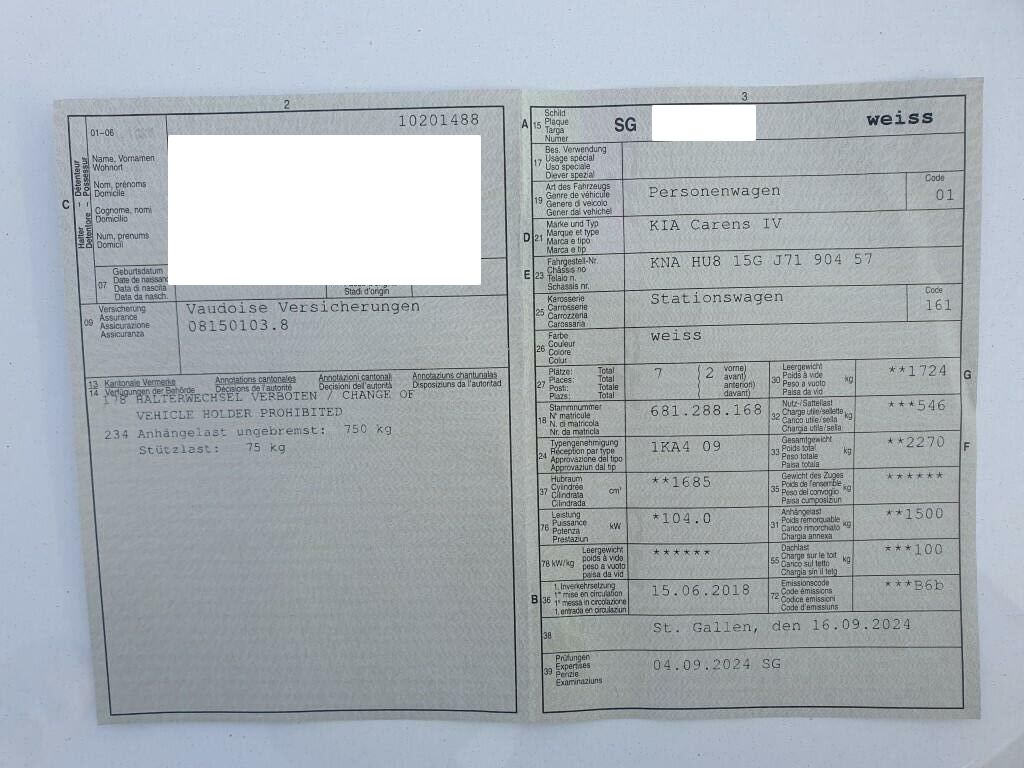 2
10201488
01-06
C
Halter – Détenteur
Detentore – Possessur
Name, Vornamen
Wohnort
Nom, prénoms
Domicile
Cognome, nomi
Domicilio
Num, prenums
Domicil
07
Geburtsdatum
Date de naissance
Data di nascita
Data da nasch.
Stadi d'origin
09
Versicherung
Assurance
Assicurazione
Assicuranza
Vaudoise Versicherungen
08150103.8
13 Kantonale Vermerke Annotations cantonales Annotazioni cantonali Annotaziuns chantunalas
14 Verfügungen der Behörde Décisions de l'autorité Decisioni dell'autorità Disposiziuns da l'autoritad
178 HALTERWECHSEL VERBOTEN / CHANGE OF
VEHICLE HOLDER PROHIBITED
234 Anhängelast ungebremst: 750 kg
Stützlast: 75 kg
3
A 15
Schild
Plaque
Targa
Numer
SG
weiss
17
Bes. Verwendung
Usage spécial
Uso speciale
Diever spezial
19
Art des Fahrzeugs
Genre de véhicule
Genere di veicolo
Gener dal vehichel
Personenwagen
Code
01
D 21
Marke und Typ
Marque et type
Marca e tipo
Marca e tip
KIA Carens IV
E 23
Fahrgestell-Nr.
Châssis no
Telaio n.
Schassis nr.
KNA HU8 15G J71 904 57
25
Karosserie
Carrosserie
Carrozzeria
Carossaria
Stationswagen
Code
161
26
Farbe
Couleur
Colore
Colur
weiss
27
Plätze: Total
Places: Total
Posti: Totale
Plazs: Total
7 ( 2 vorne)
avant)
anteriori)
davant)
30
Leergewicht
Poids à vide
Peso a vuoto
Paisa da vid
kg
**1724
G
18
Stammnummer
N° matricule
N. di matricola
Nr. da matricla
681.288.168
32
Nutz-/Sattellast
Charge utile/sellette
Carico utile/sella
Chargia utila/sella
kg
***546
24
Typengenehmigung
Réception par type
Approvazione del tipo
Approvaziun dal tip
1KA4 09
33
Gesamtgewicht
Poids total
Peso totale
Paisa totala
kg
**2270
F
37
Hubraum
Cylindrée
Cilindrata
Cilindrada
cm³
**1685
35
Gewicht des Zuges
Poids de l'ensemble
Peso del convoglio
Paisa cumposiziun
kg
******
76
Leistung
Puissance
Potenza
Prestaziun
kW
*104.0
31
Anhängelast
Poids remorquable
Carico rimorchiato
Chargia annexa
kg
**1500
78 kW/kg
Leergewicht
poids à vide
peso a vuoto
paisa da vid
******
55
Dachlast
Charge sur le toit
Carico sul tetto
Chargia sin il tetg
kg
***100
B 36
1. Inverkehrsetzung
1re mise en circulation
1a messa in circolazione
1. entrada en circulaziun
15.06.2018
72
Emissionscode
Code émissions
Codice emissioni
Code d'emissiuns
***B6b
38
St. Gallen, den 16.09.2024
39
Prüfungen
Expertises
Perizie
Examinaziuns
04.09.2024 SG